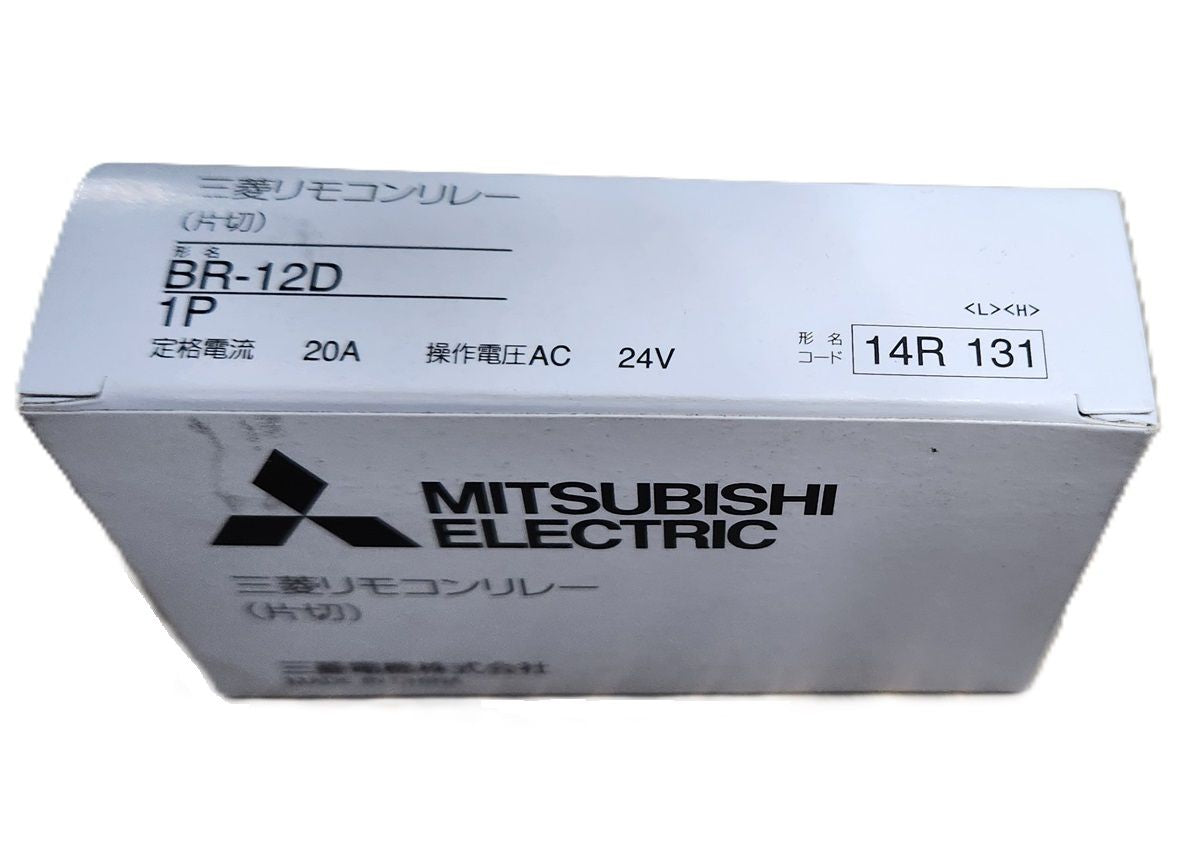 三菱リモコンリレー
(片切)
形名
BR-12D
1P
定格電流 20A 操作電圧AC 24V
<L><H>
形名
コード 14R 131
MITSUBISHI
ELECTRIC
三菱リモコンリレー
(片切)
三菱電機株式会社